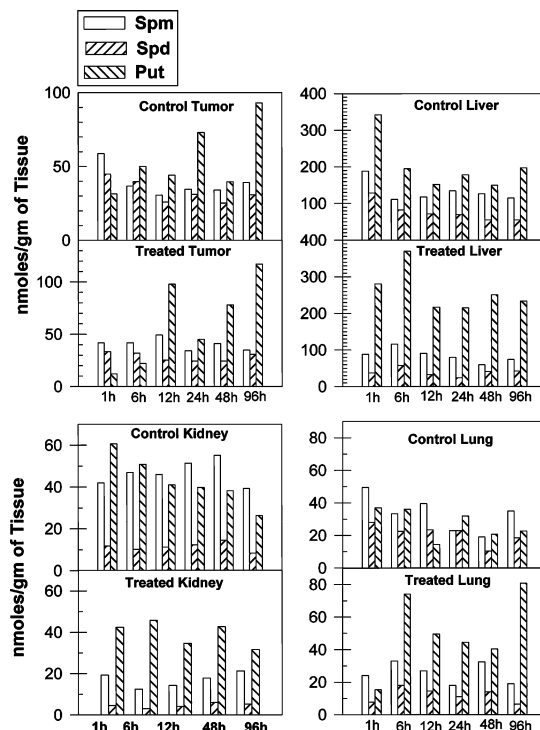 Spm
Spd
Put
nmoles/gm of Tissue
100
50
0
Control Tumor
100
50
0
Treated Tumor
1h 6h 12h 24h 48h 96h
400
300
200
100
0
Control Liver
400
300
200
100
0
Treated Liver
1h 6h 12h 24h 48h 96h
nmoles/gm of Tissue
80
60
40
20
0
Control Kidney
60
40
20
0
Treated Kidney
1h 6h 12h 48h 96h
80
60
40
20
0
Control Lung
80
60
40
20
0
Treated Lung
1h 6h 12h 24h 48h 96h